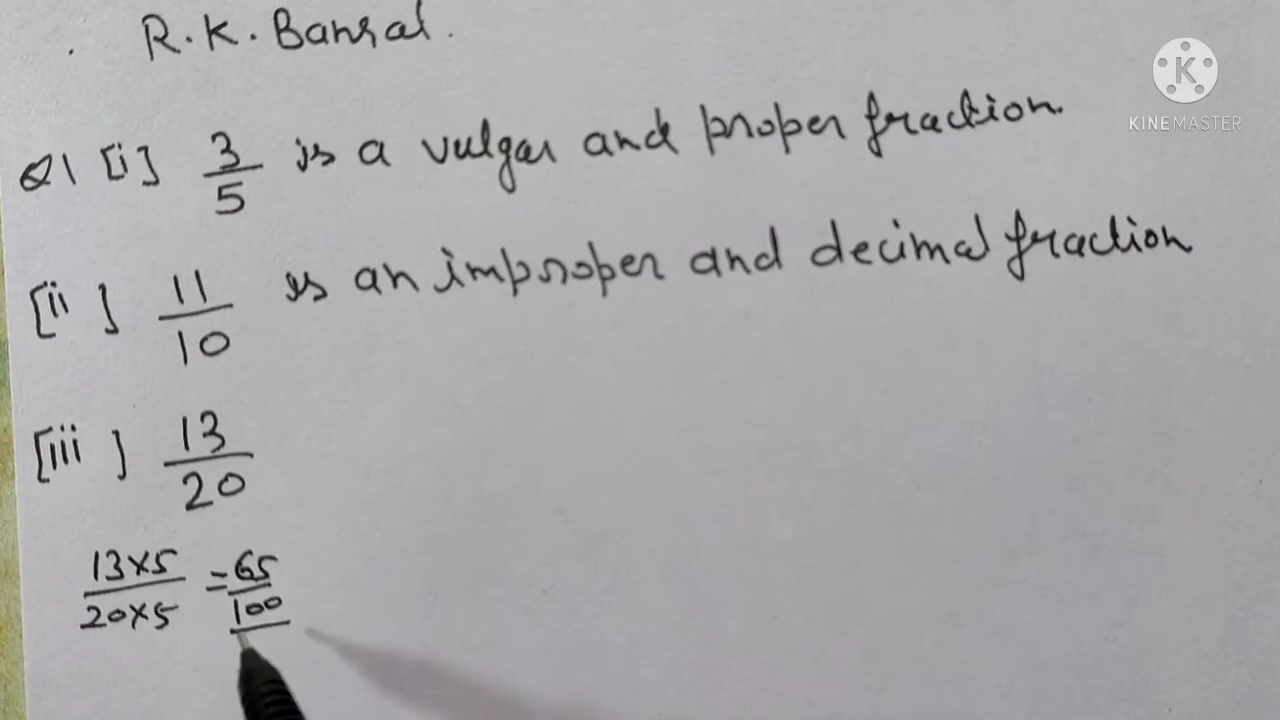 R.K. Bansal.
KINEMASTER
Q1 [i] 3/5 is a vulgar and proper fraction.
[ii] 11/10 is an improper and decimal fraction
[iii] 13/20
13×5/20×5 = 65/100